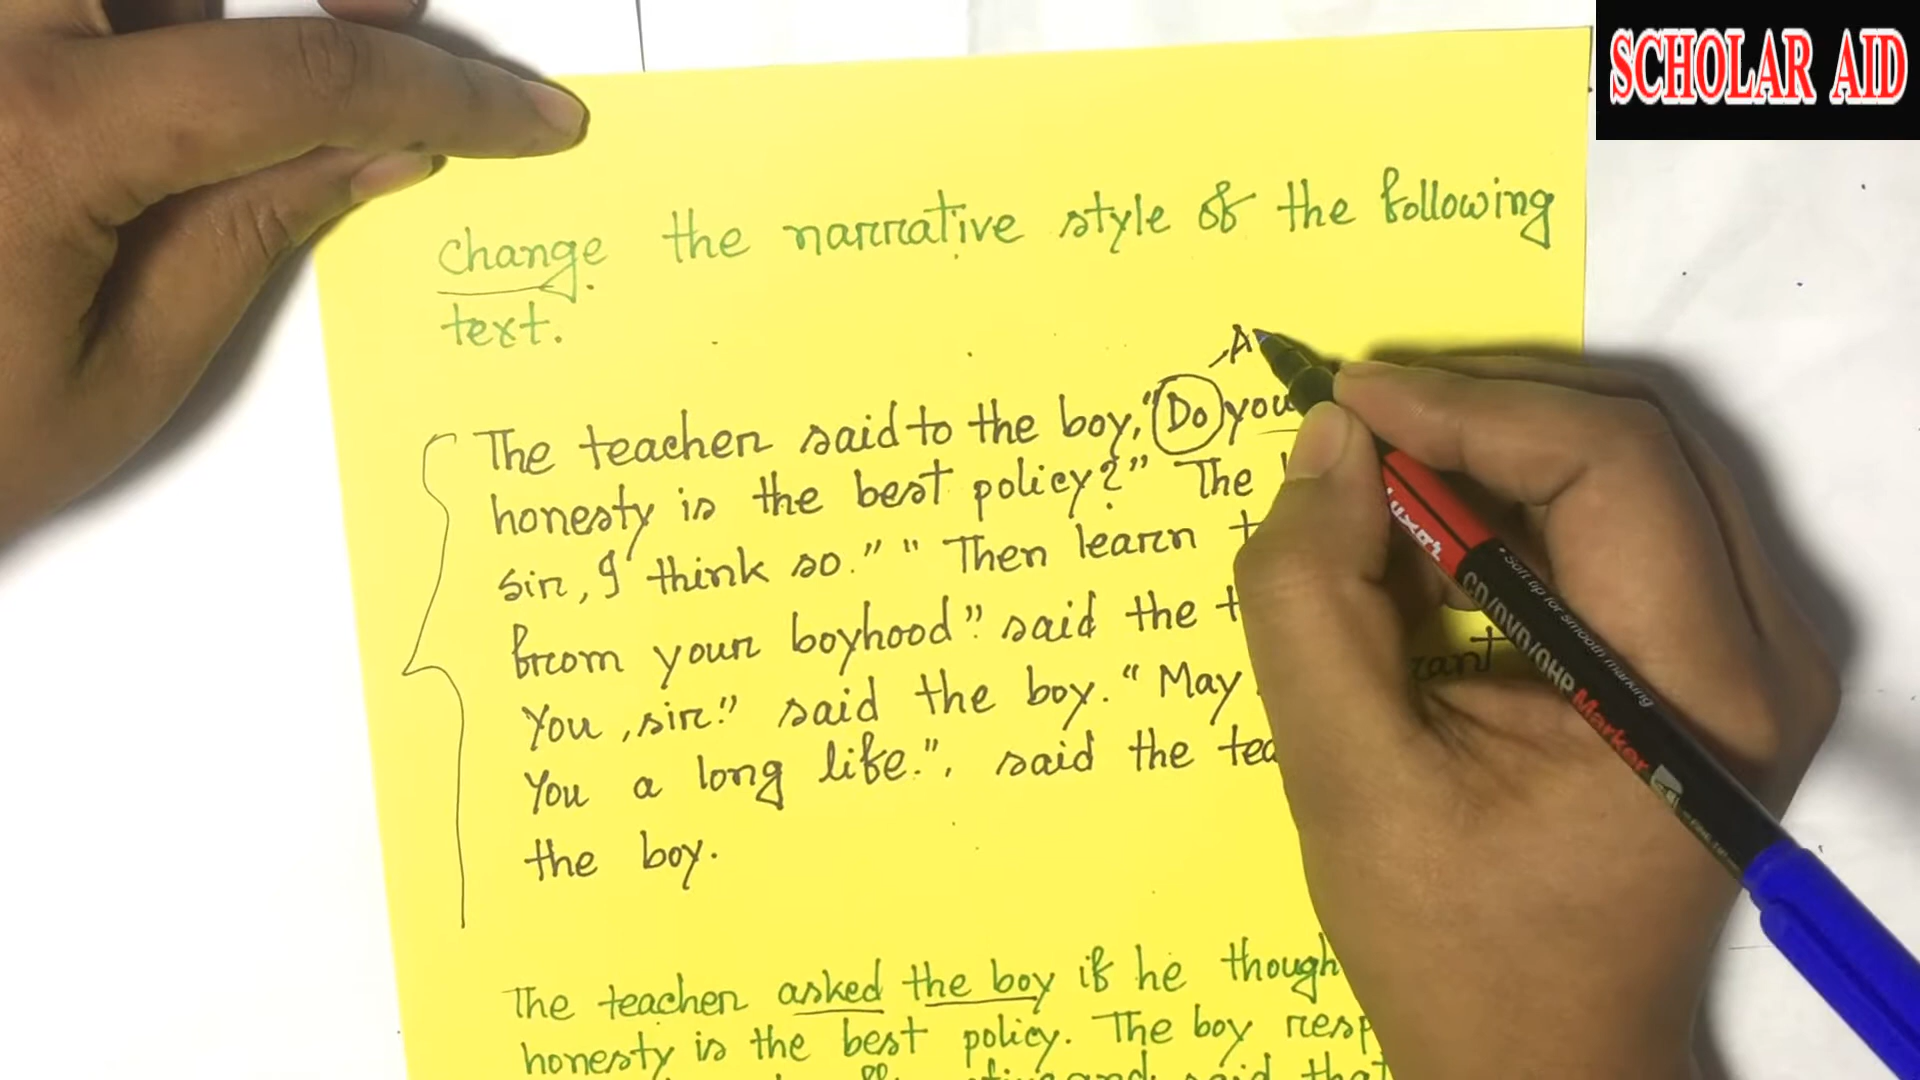 SCHOLAR AID
Change the narrative style of the following
text.
A
The teacher said to the boy, "Do you
honesty is the best policy?" The
sir, I think so." "Then learn
from your boyhood". said the
You, sir." said the boy. "May
rant
You a long life.", said the
the boy.
The teacher asked the boy if he
honesty is the best policy. The boy
said that